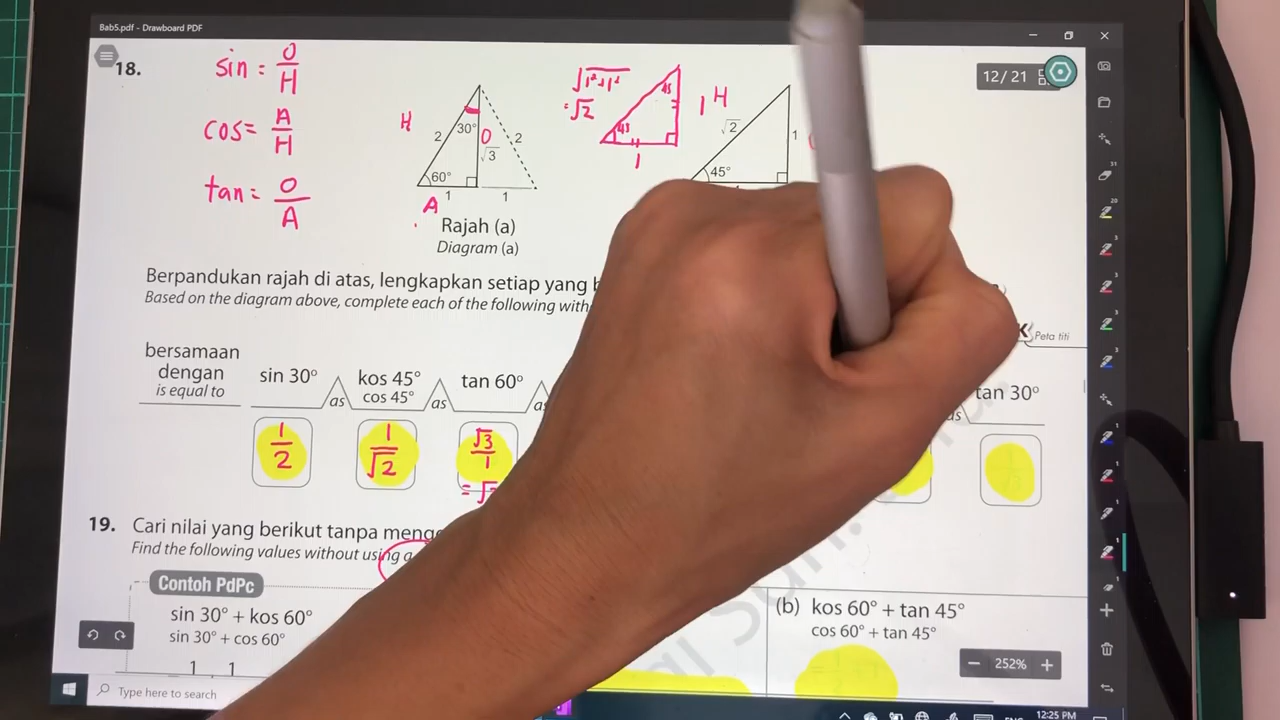 Bab5.pdf - Drawboard PDF
12/ 21
18.
sin = O/H
cos = A/H
tan = O/A
H
2
30°
O
√3
2
60°
1
1
A
Rajah (a)
Diagram (a)
√1²+1²
=√2
45
45
1
1
H
√2
1
45°
Berpandukan rajah di atas, lengkapkan setiap yang
Based on the diagram above, complete each of the following with
Peta titi
bersamaan
dengan
is equal to
sin 30°
as
kos 45°
cos 45°
as
tan 60°
as
tan 30°
1/2
1/√2
√3/1
19. Cari nilai yang berikut tanpa
Find the following values without using a
Contoh PdPc
sin 30° + kos 60°
sin 30° + cos 60°
1 1
(b) kos 60° + tan 45°
cos 60° + tan 45°
252%
Type here to search
12:25 PM